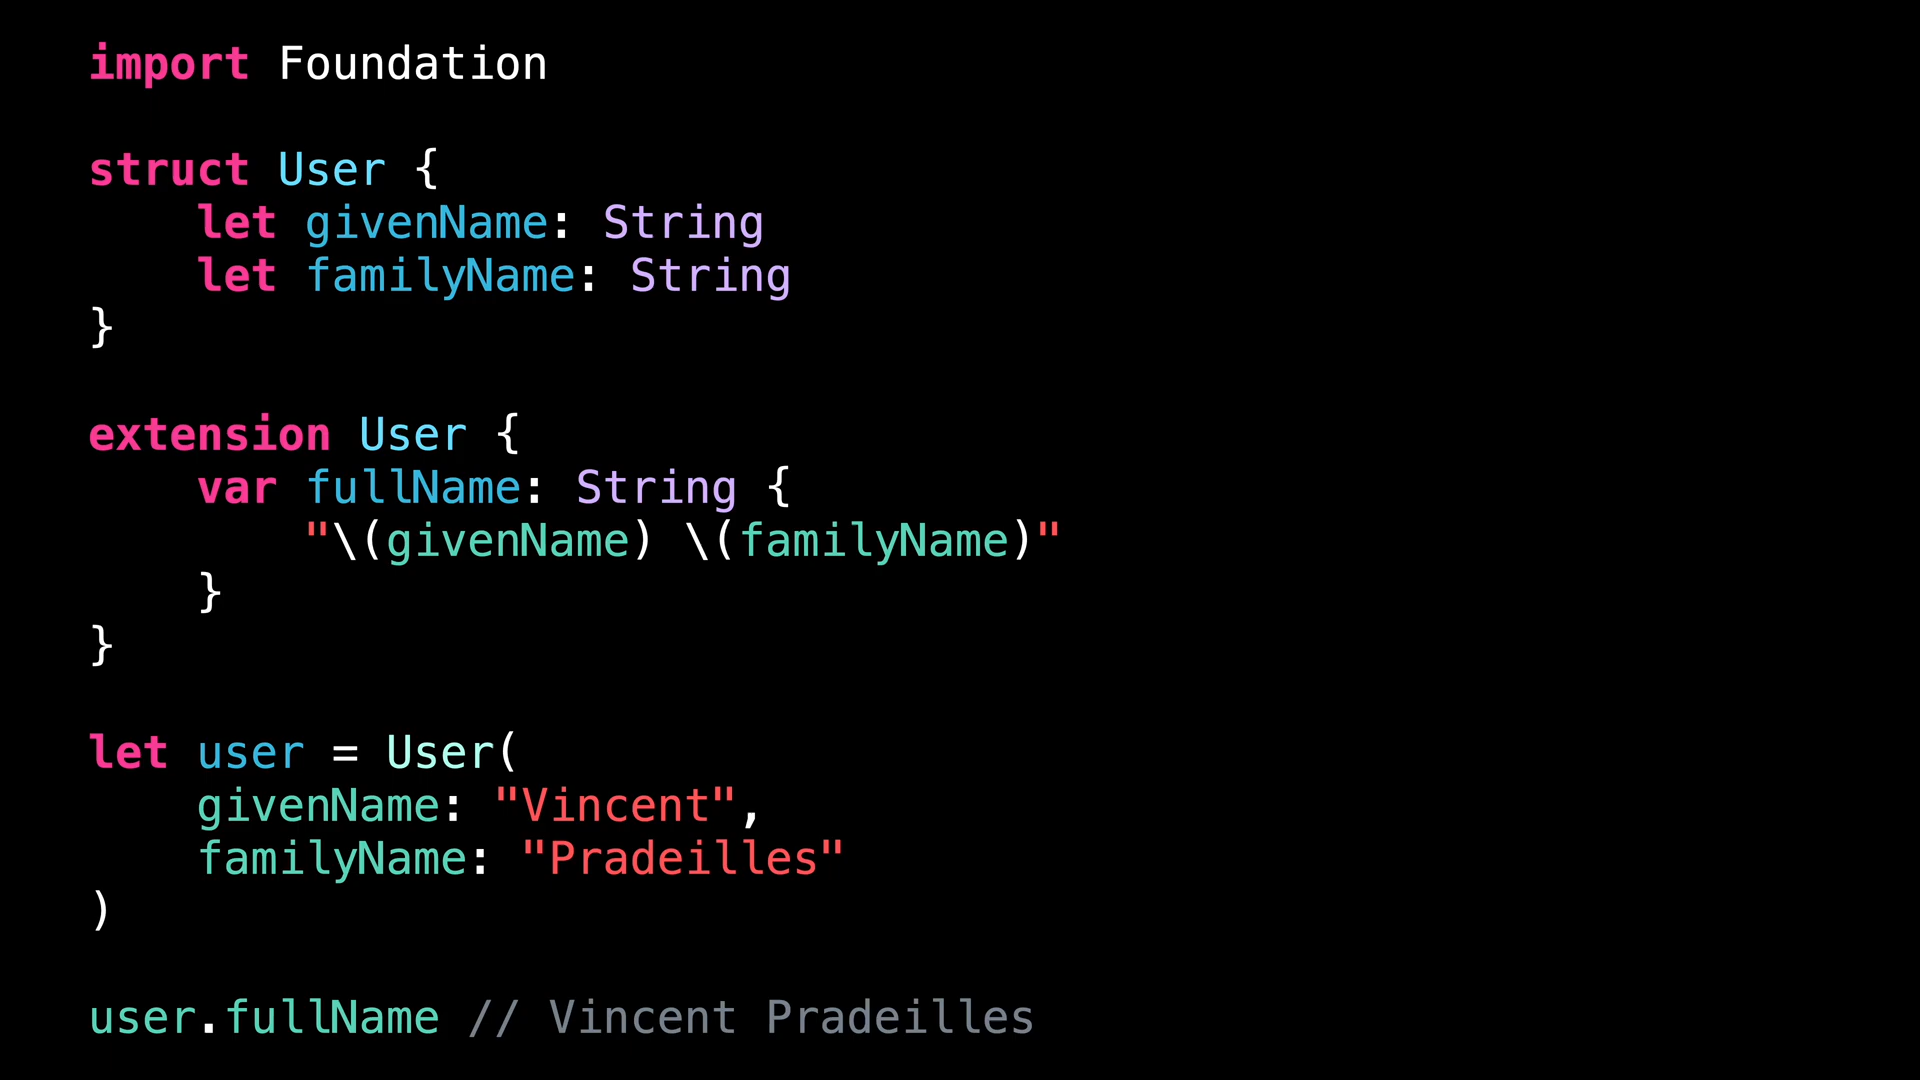 import Foundation
struct User {
    let givenName: String
    let familyName: String
}
extension User {
    var fullName: String {
        "\(givenName) \(familyName)"
    }
}
let user = User(
    givenName: "Vincent",
    familyName: "Pradeilles"
)
user.fullName // Vincent Pradeilles